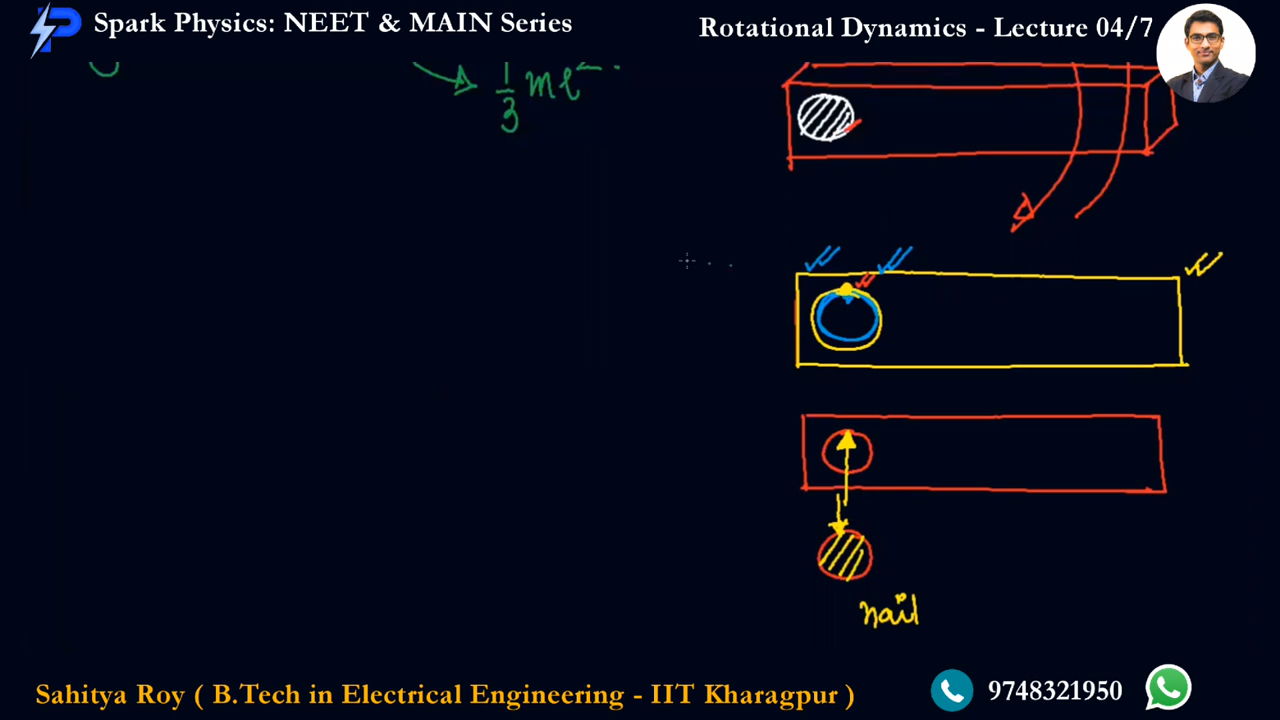 Spark Physics: NEET & MAIN Series
Rotational Dynamics - Lecture 04/7
1/3 ml²
nail
Sahitya Roy ( B.Tech in Electrical Engineering - IIT Kharagpur )
9748321950